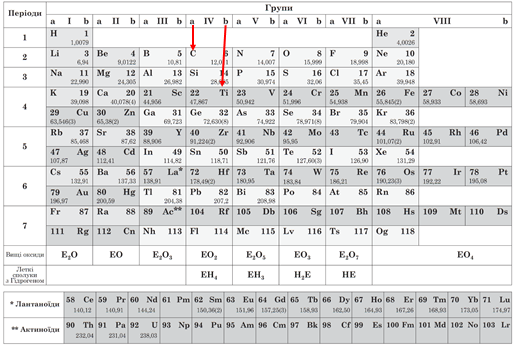 Періоди Групи
a I b a II b a III b a IV b a V b a VI b a VII b a VIII b
1 H 1 He 2
1,0079 4,0026
2 Li 3 Be 4 B 5 C 6 N 7 O 8 F 9 Ne 10
6,94 9,0122 10,81 12,011 14,007 15,999 18,998 20,180
3 Na 11 Mg 12 Al 13 Si 14 P 15 S 16 Cl 17 Ar 18
22,990 24,305 26,982 30,974 32,06 35,45 39,948
4 K 19 Ca 20 21 Sc 22 Ti 23 V 24 Cr 25 Mn 26 Fe 27 Co 28 Ni
39,098 40,078(4) 44,956 47,867 50,942 51,996 54,938 55,845(2) 58,933 58,693
29 Cu 30 Zn Ga 31 Ge 32 As 33 Se 34 Br 35 Kr 36
63,546(3) 65,38(2) 69,723 72,630(8) 74,922 78,971(8) 79,904 83,798(2)
5 Rb 37 Sr 38 39 Y 40 Zr 41 Nb 42 Mo 43 Tc 44 Ru 45 Rh 46 Pd
85,468 87,62 88,906 91,224(2) 92,906 95,95 101,07(2) 102,91 106,42
47 Ag 48 Cd In 49 Sn 50 Sb 51 Te 52 I 53 Xe 54
107,87 112,41 114,82 118,71 121,76 127,60(3) 126,90 131,29
6 Cs 55 Ba 56 57 La* 72 Hf 73 Ta 74 W 75 Re 76 Os 77 Ir 78 Pt
132,91 137,33 138,91 178,49(2) 180,95 183,84 186,21 190,23(3) 192,22 195,08
79 Au 80 Hg Tl 81 Pb 82 Bi 83 Po 84 At 85 Rn 86
196,97 200,59 204,38 207,2 208,98
7 Fr 87 Ra 88 89 Ac** 104 Rf 105 Db 106 Sg 107 Bh 108 Hs 109 Mt 110 Ds
111 Rg 112 Cn Nh 113 Fl 114 Mc 115 Lv 116 Ts 117 Og 118
Вищі оксиди E₂O EO E₂O₃ EO₂ E₂O₅ EO₃ E₂O₇ EO₄
Леткі сполуки з Гідрогеном EH₄ EH₃ H₂E HE
* Лантаноїди 58 Ce 59 Pr 60 Nd 61 Pm 62 Sm 63 Eu 64 Gd 65 Tb 66 Dy 67 Ho 68 Er 69 Tm 70 Yb 71 Lu
140,12 140,91 144,24 150,36(2) 151,96 157,25(3) 158,93 162,50 164,93 167,26 168,93 173,05 174,97
** Актиноїди 90 Th 91 Pa 92 U 93 Np 94 Pu 95 Am 96 Cm 97 Bk 98 Cf 99 Es 100 Fm 101 Md 102 No 103 Lr
232,04 231,04 238,03